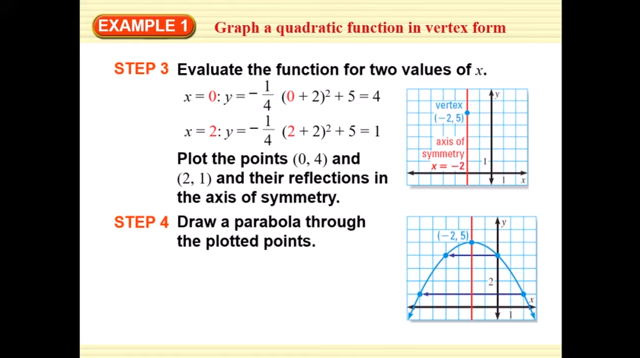 EXAMPLE 1 Graph a quadratic function in vertex form
STEP 3 Evaluate the function for two values of x.
x = 0: y = − 1/4 (0 + 2)² + 5 = 4
x = 2: y = − 1/4 (2 + 2)² + 5 = 1
Plot the points (0, 4) and
(2, 1) and their reflections in
the axis of symmetry.
y
vertex
(−2, 5)
axis of
symmetry
x = −2
1
1
x
STEP 4 Draw a parabola through
the plotted points.
y
(−2, 5)
2
x
1